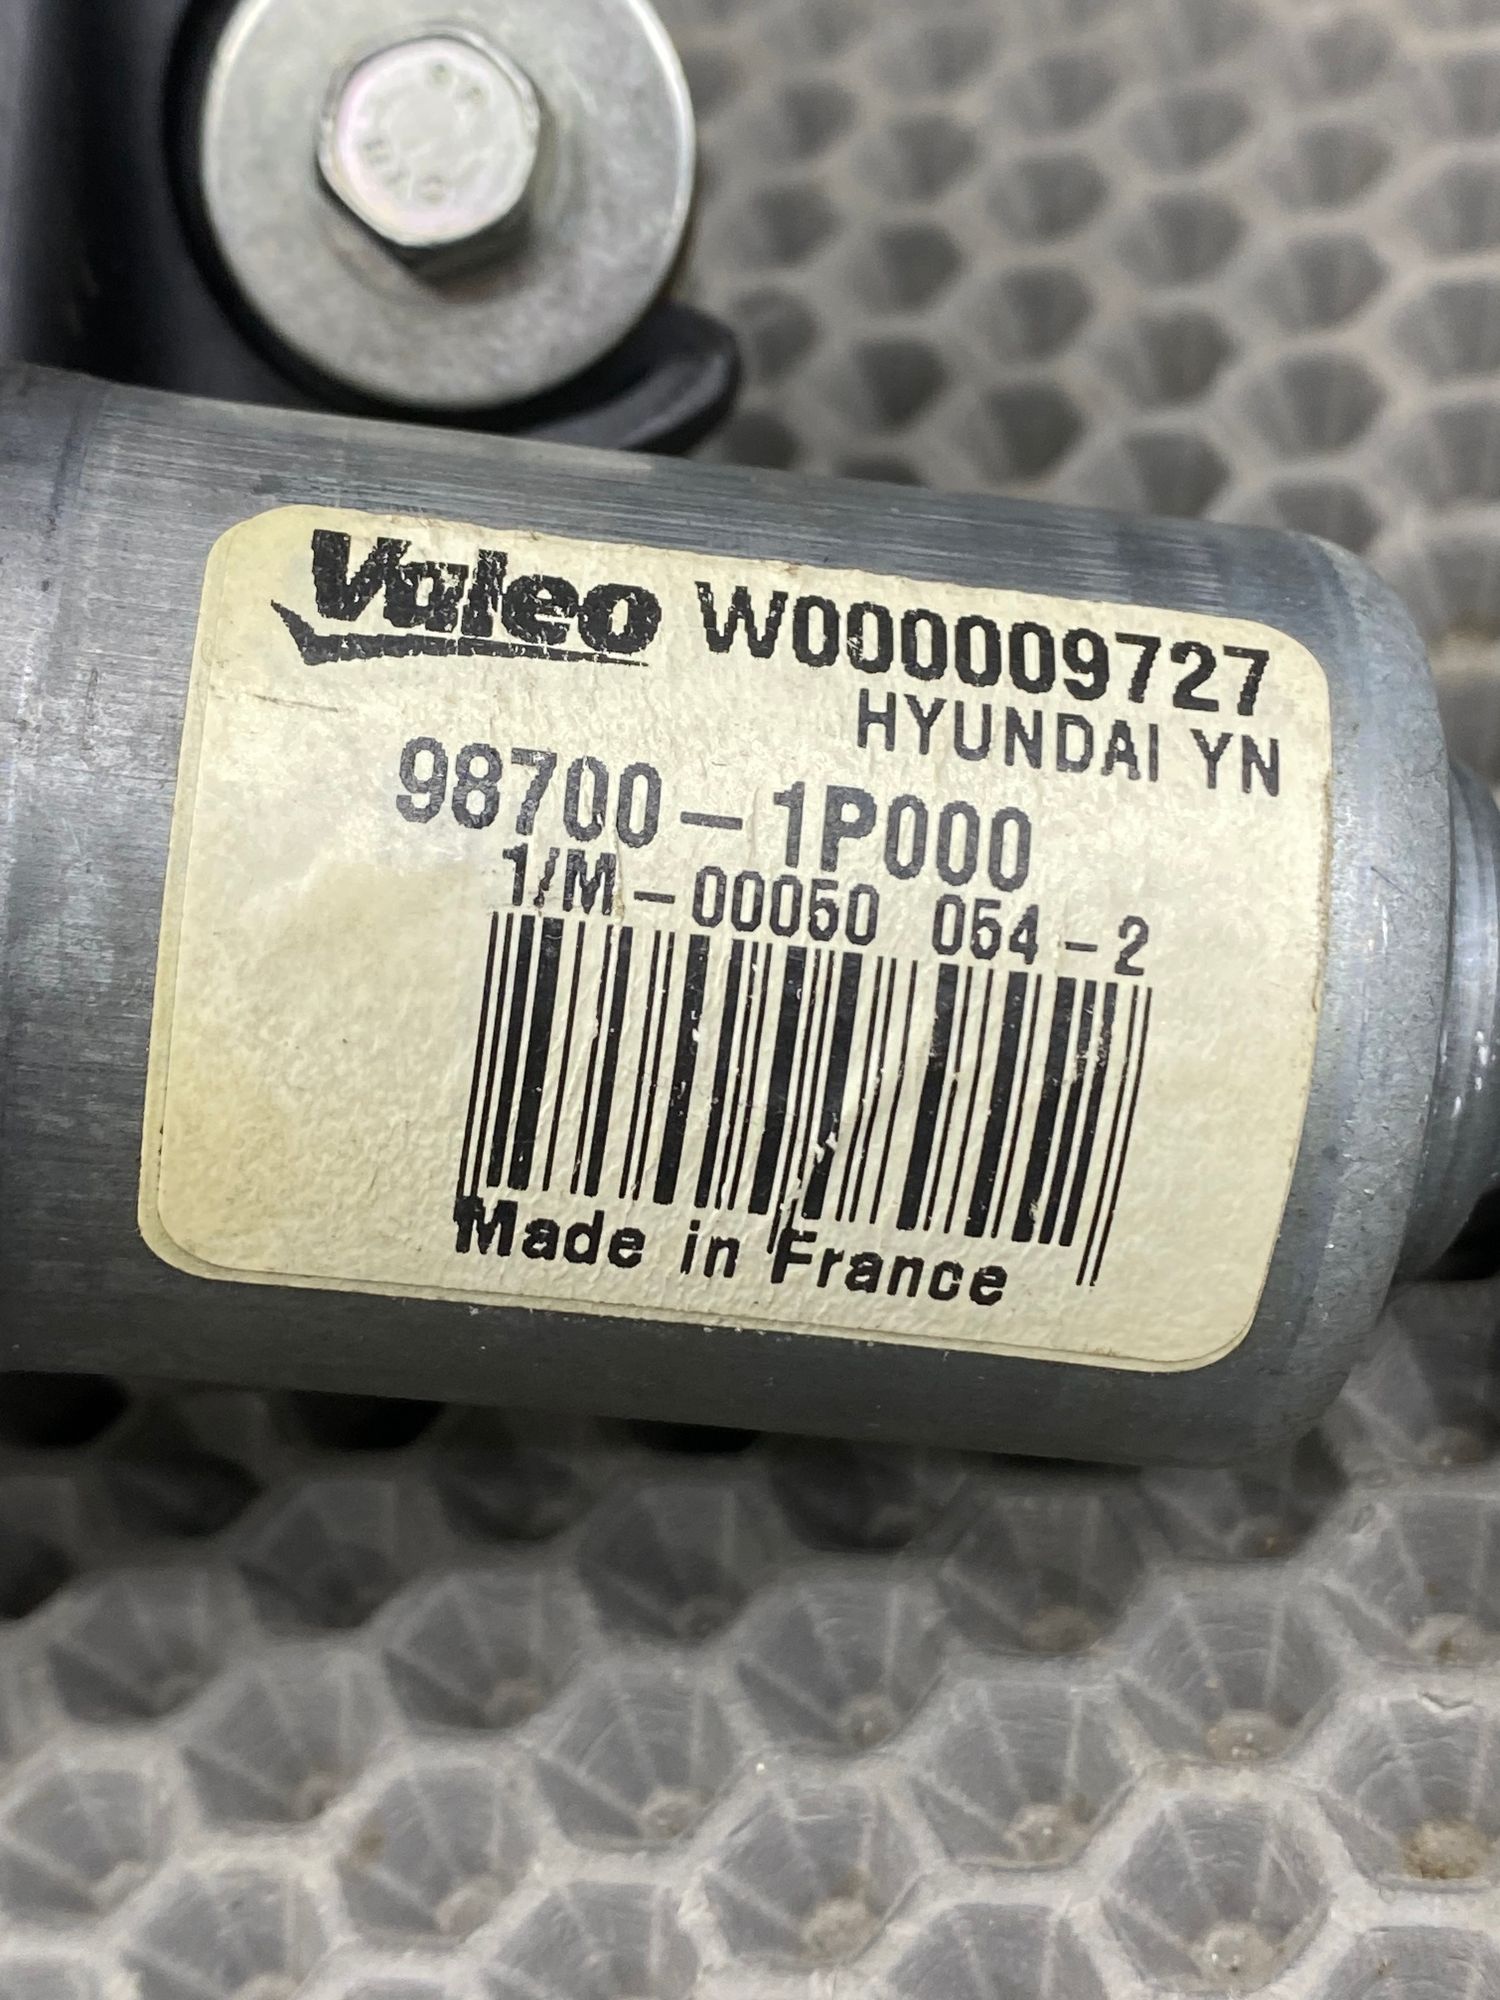 Valeo W000009727
HYUNDAI YN
98700-1P000
1/M-00050 054-2
Made in France